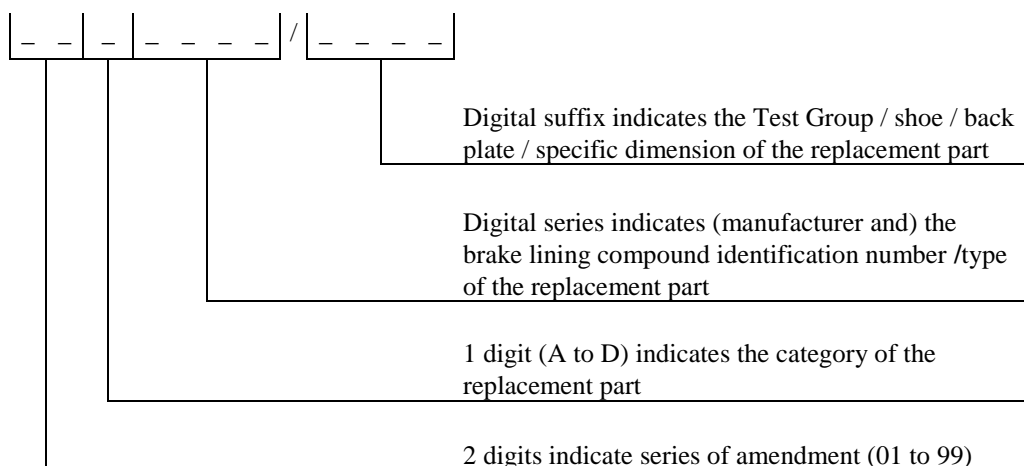 _ _ _ _ _ _ _ / _ _ _ _
Digital suffix indicates the Test Group / shoe / back
plate / specific dimension of the replacement part
Digital series indicates (manufacturer and) the
brake lining compound identification number /type
of the replacement part
1 digit (A to D) indicates the category of the
replacement part
2 digits indicate series of amendment (01 to 99)